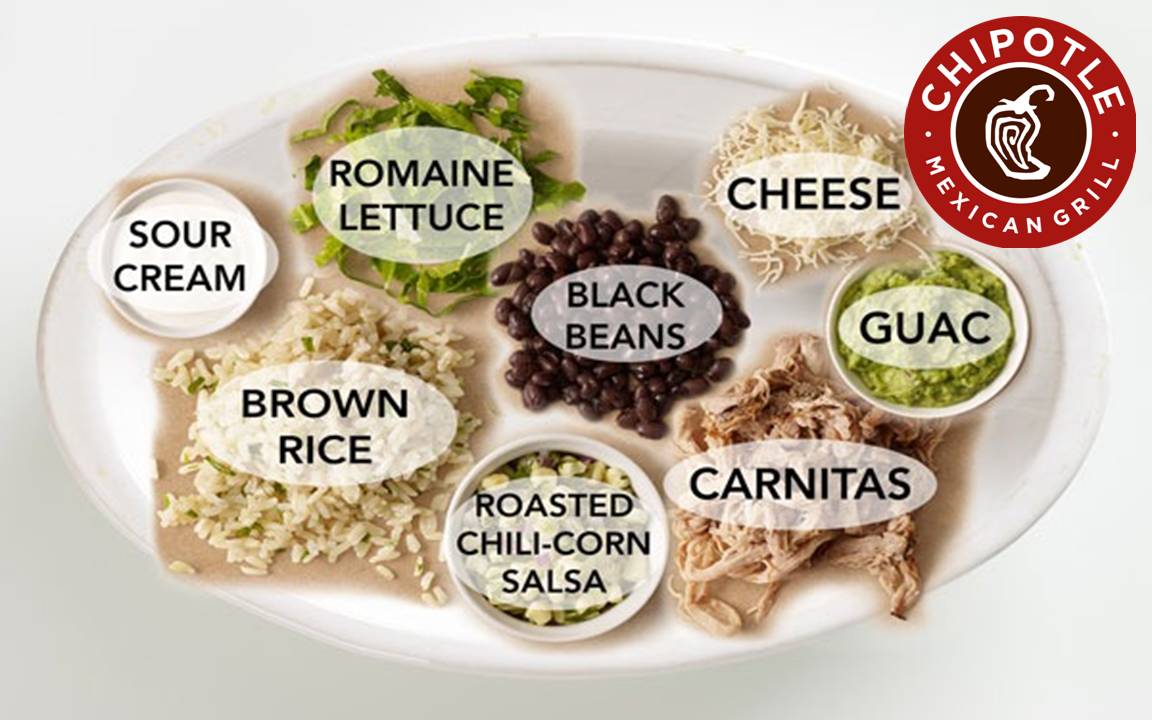 CHIPOTLE
MEXICAN GRILL
ROMAINE
LETTUCE
CHEESE
SOUR
CREAM
BLACK
BEANS
GUAC
BROWN
RICE
CARNITAS
ROASTED
CHILI-CORN
SALSA